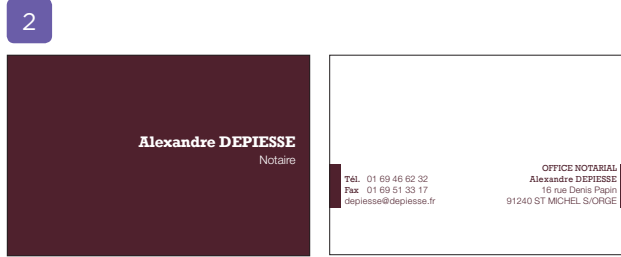 2
Alexandre DEPIESSE
Notaire
Tél. 01 69 46 62 32
Fax 01 69 51 33 17
depiesse@depiesse.fr
OFFICE NOTARIAL
Alexandre DEPIESSE
16 rue Denis Papin
91240 ST MICHEL S/ORGE